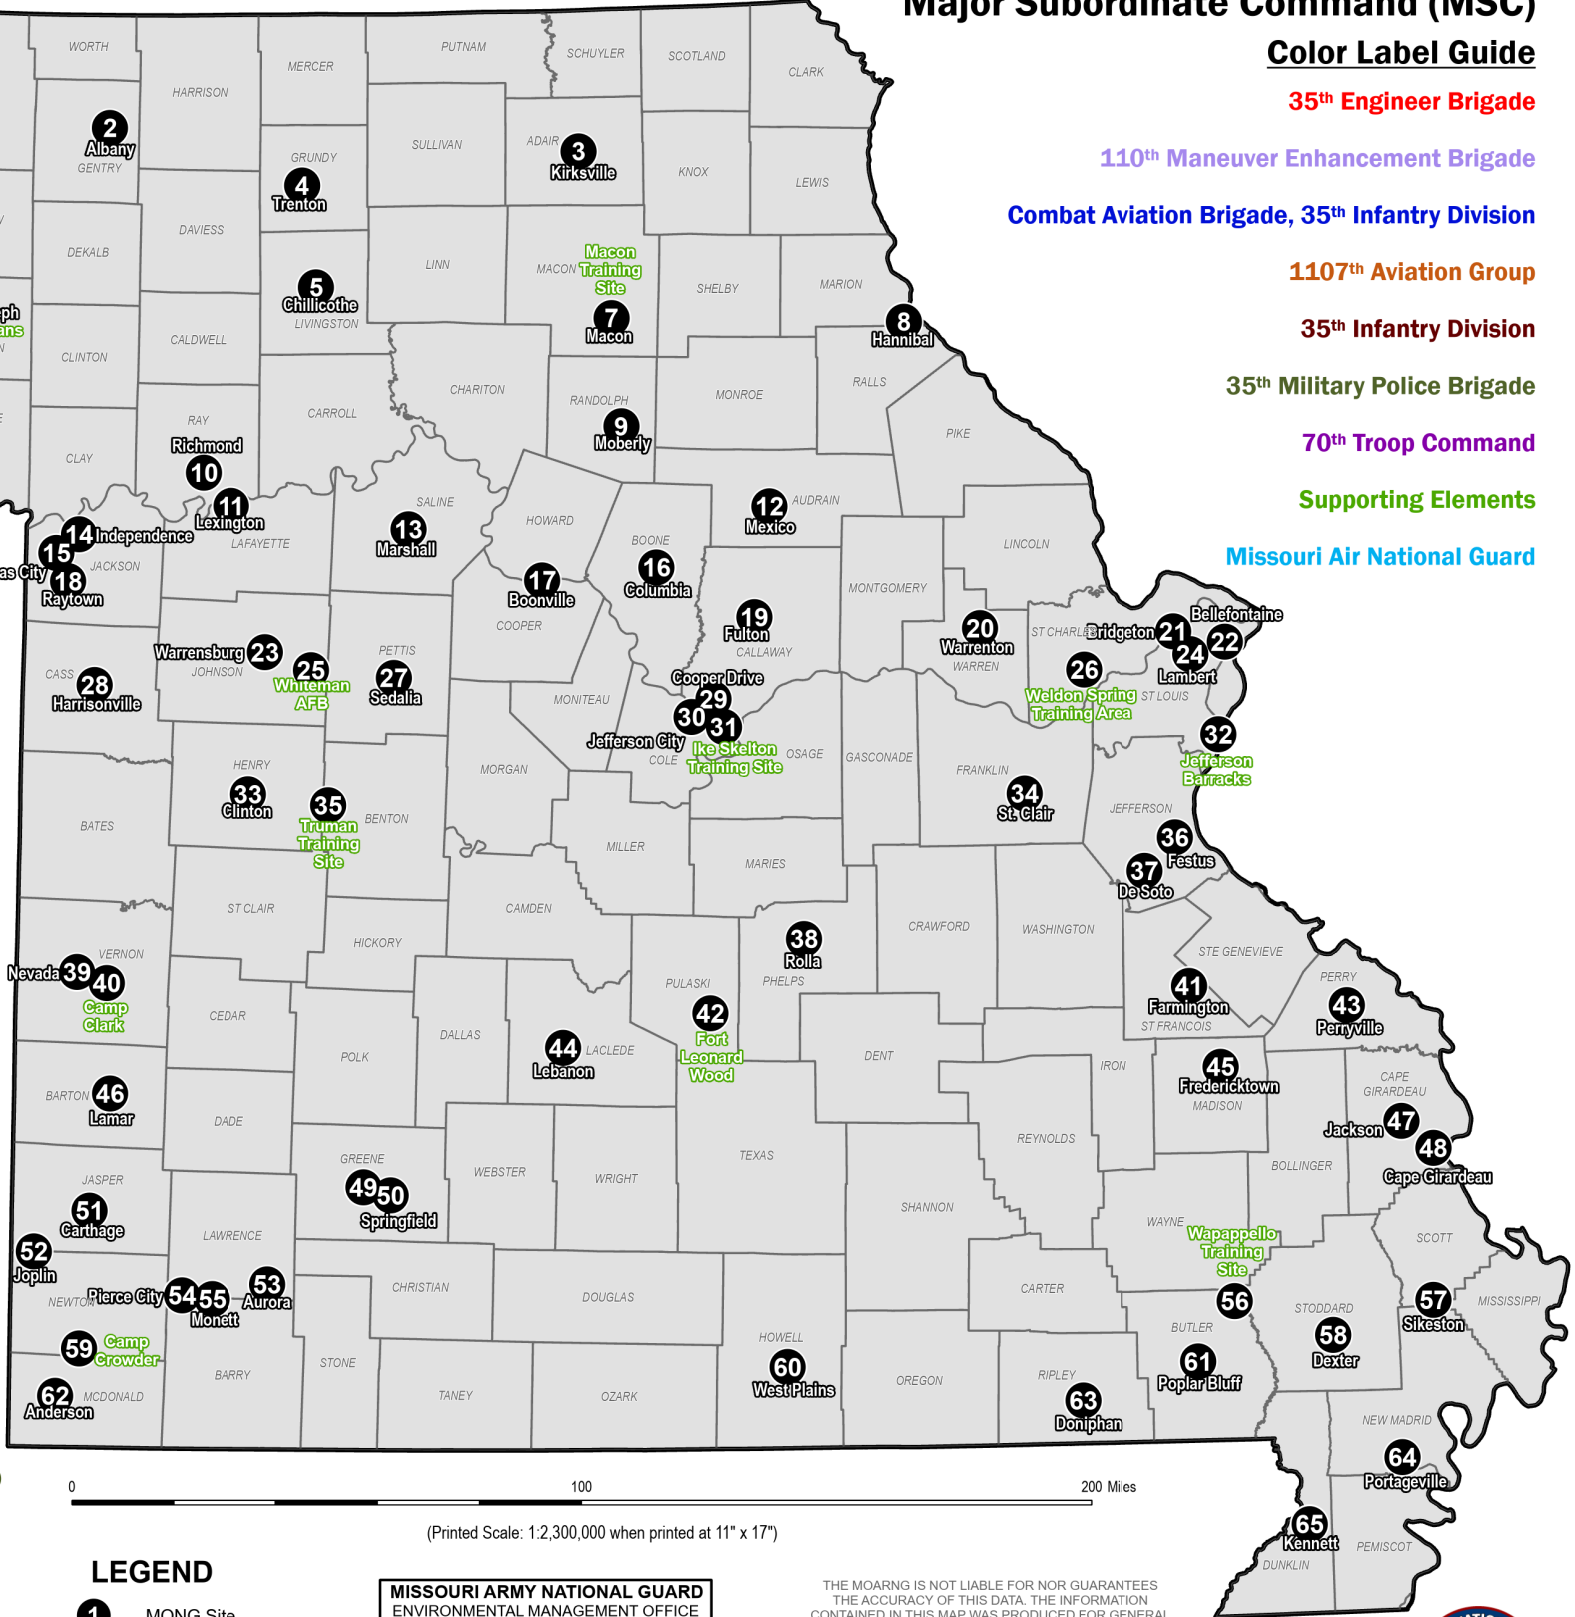 Major Subordinate Command (MSC)
Color Label Guide
35th Engineer Brigade
110th Maneuver Enhancement Brigade
Combat Aviation Brigade, 35th Infantry Division
1107th Aviation Group
35th Infantry Division
35th Military Police Brigade
70th Troop Command
Supporting Elements
Missouri Air National Guard
WORTH
HARRISON
MERCER
PUTNAM
SCHUYLER
SCOTLAND
CLARK
2
Albany
GENTRY
GRUNDY
4
Trenton
SULLIVAN
ADAIR
3
Kirksville
KNOX
LEWIS
DEKALB
DAVIESS
5
Chillicothe
LIVINGSTON
LINN
MACON
Macon
Training
Site
7
Macon
SHELBY
MARION
8
Hannibal
ph
ans
N
CLINTON
CALDWELL
CARROLL
CHARITON
RANDOLPH
9
Moberly
MONROE
RALLS
PIKE
CLAY
RAY
Richmond
10
11
Lexington
LAFAYETTE
SALINE
13
Marshall
HOWARD
BOONE
16
Columbia
12
Mexico
AUDRAIN
LINCOLN
14
Independence
15
as City
18
Raytown
JACKSON
17
Boonville
COOPER
19
Fulton
CALLAWAY
MONTGOMERY
20
Warrenton
WARREN
ST CHARLES
Bridgeton
21
Bellefontaine
22
24
Lambert
ST LOUIS
26
Weldon Spring
Training Area
CASS
28
Harrisonville
Warrensburg
23
JOHNSON
25
Whiteman
AFB
PETTIS
27
Sedalia
MONITEAU
Cooper Drive
29
30
31
Jefferson City
COLE
Ike Skelton
Training Site
OSAGE
GASCONADE
FRANKLIN
34
St. Clair
32
Jefferson
Barracks
JEFFERSON
36
Festus
37
De Soto
BATES
HENRY
33
Clinton
35
Truman
Training
Site
BENTON
MORGAN
MILLER
MARIES
ST CLAIR
HICKORY
CAMDEN
PULASKI
38
Rolla
PHELPS
CRAWFORD
WASHINGTON
STE GENEVIEVE
PERRY
43
Perryville
41
Farmington
ST FRANCOIS
VERNON
Nevada
39
40
Camp
Clark
CEDAR
POLK
DALLAS
44
LACLEDE
Lebanon
42
Fort
Leonard
Wood
DENT
IRON
45
Fredericktown
MADISON
CAPE
GIRARDEAU
47
Jackson
48
Cape Girardeau
BARTON
46
Lamar
DADE
GREENE
49
50
Springfield
WEBSTER
WRIGHT
TEXAS
REYNOLDS
BOLLINGER
JASPER
51
Carthage
52
Joplin
LAWRENCE
SHANNON
WAYNE
Wapappello
Training
Site
56
SCOTT
NEWTON
Pierce City
54
55
Monett
53
Aurora
CHRISTIAN
DOUGLAS
CARTER
STODDARD
58
Dexter
57
Sikeston
MISSISSIPPI
59
Camp
Crowder
62
Anderson
MCDONALD
BARRY
STONE
TANEY
OZARK
HOWELL
60
West Plains
OREGON
RIPLEY
63
Doniphan
BUTLER
61
Poplar Bluff
NEW MADRID
64
Portageville
65
Kennett
DUNKLIN
PEMISCOT
0
100
200 Miles
(Printed Scale: 1:2,300,000 when printed at 11" x 17")
LEGEND
1
MONG Site
MISSOURI ARMY NATIONAL GUARD
ENVIRONMENTAL MANAGEMENT OFFICE
THE MOARNG IS NOT LIABLE FOR NOR GUARANTEES
THE ACCURACY OF THIS DATA. THE INFORMATION
CONTAINED IN THIS MAP WAS PRODUCED FOR GENERAL